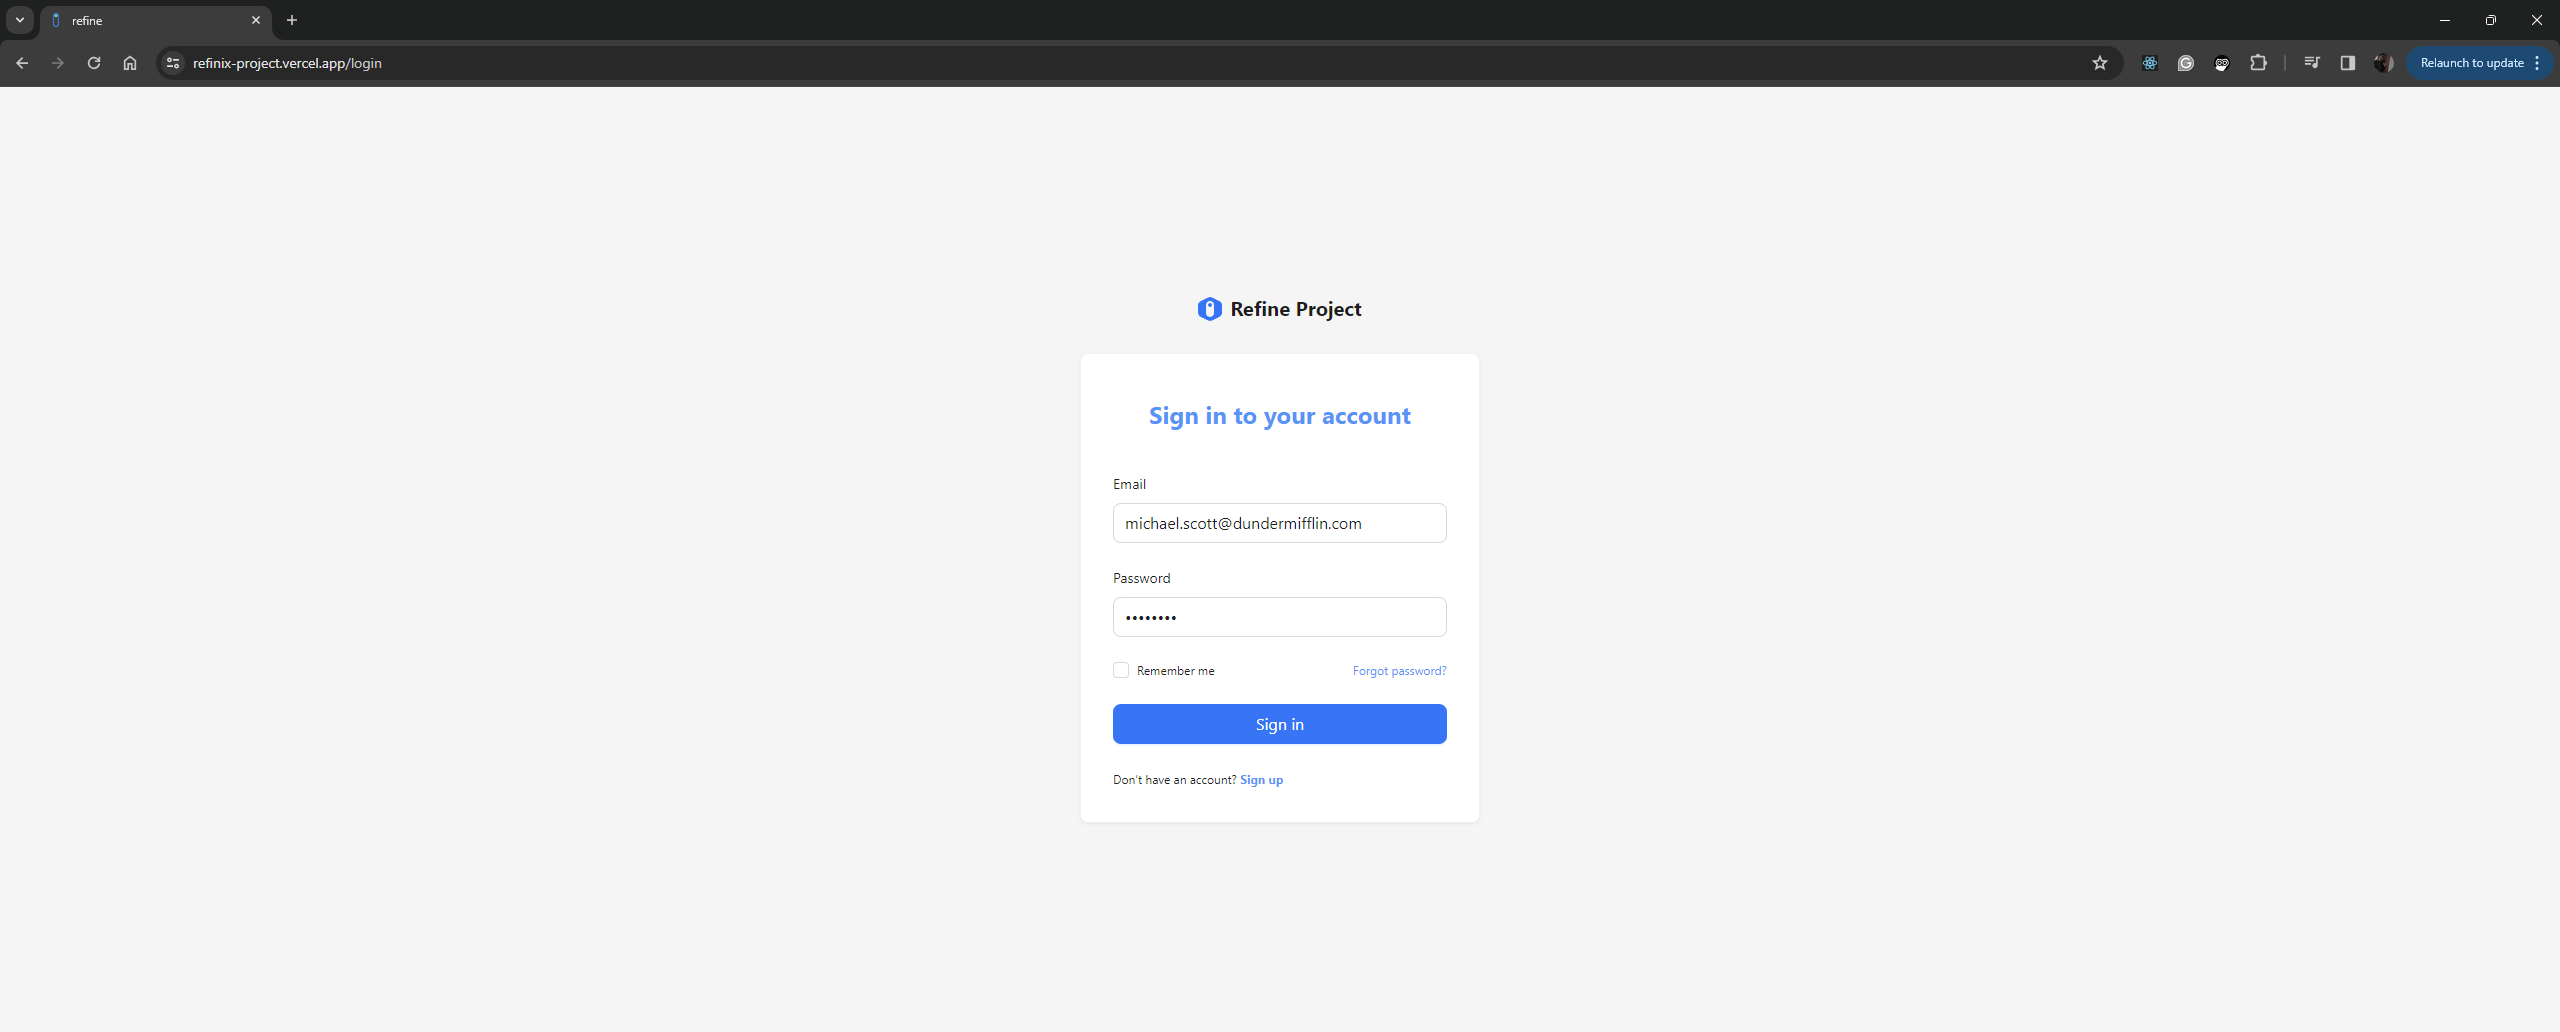 refine
refinix-project.vercel.app/login
Relaunch to update
Refine Project
Sign in to your account
Email
michael.scott@dundermifflin.com
Password
••••••••
Remember me
Forgot password?
Sign in
Don't have an account? Sign up